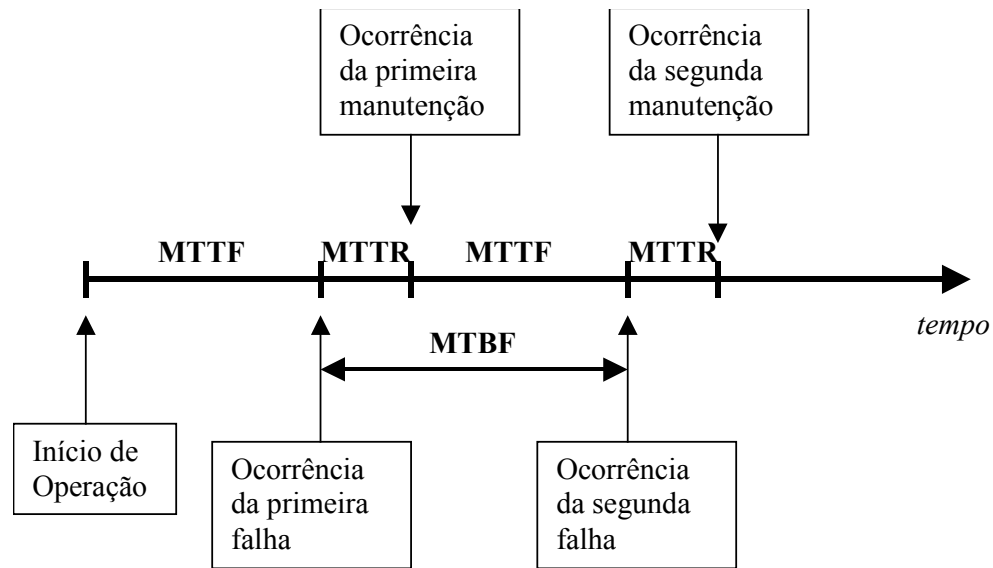 Ocorrência
da primeira
manutenção
Ocorrência
da segunda
manutenção
MTTF
MTTR
MTTF
MTTR
tempo
MTBF
Início de
Operação
Ocorrência
da primeira
falha
Ocorrência
da segunda
falha